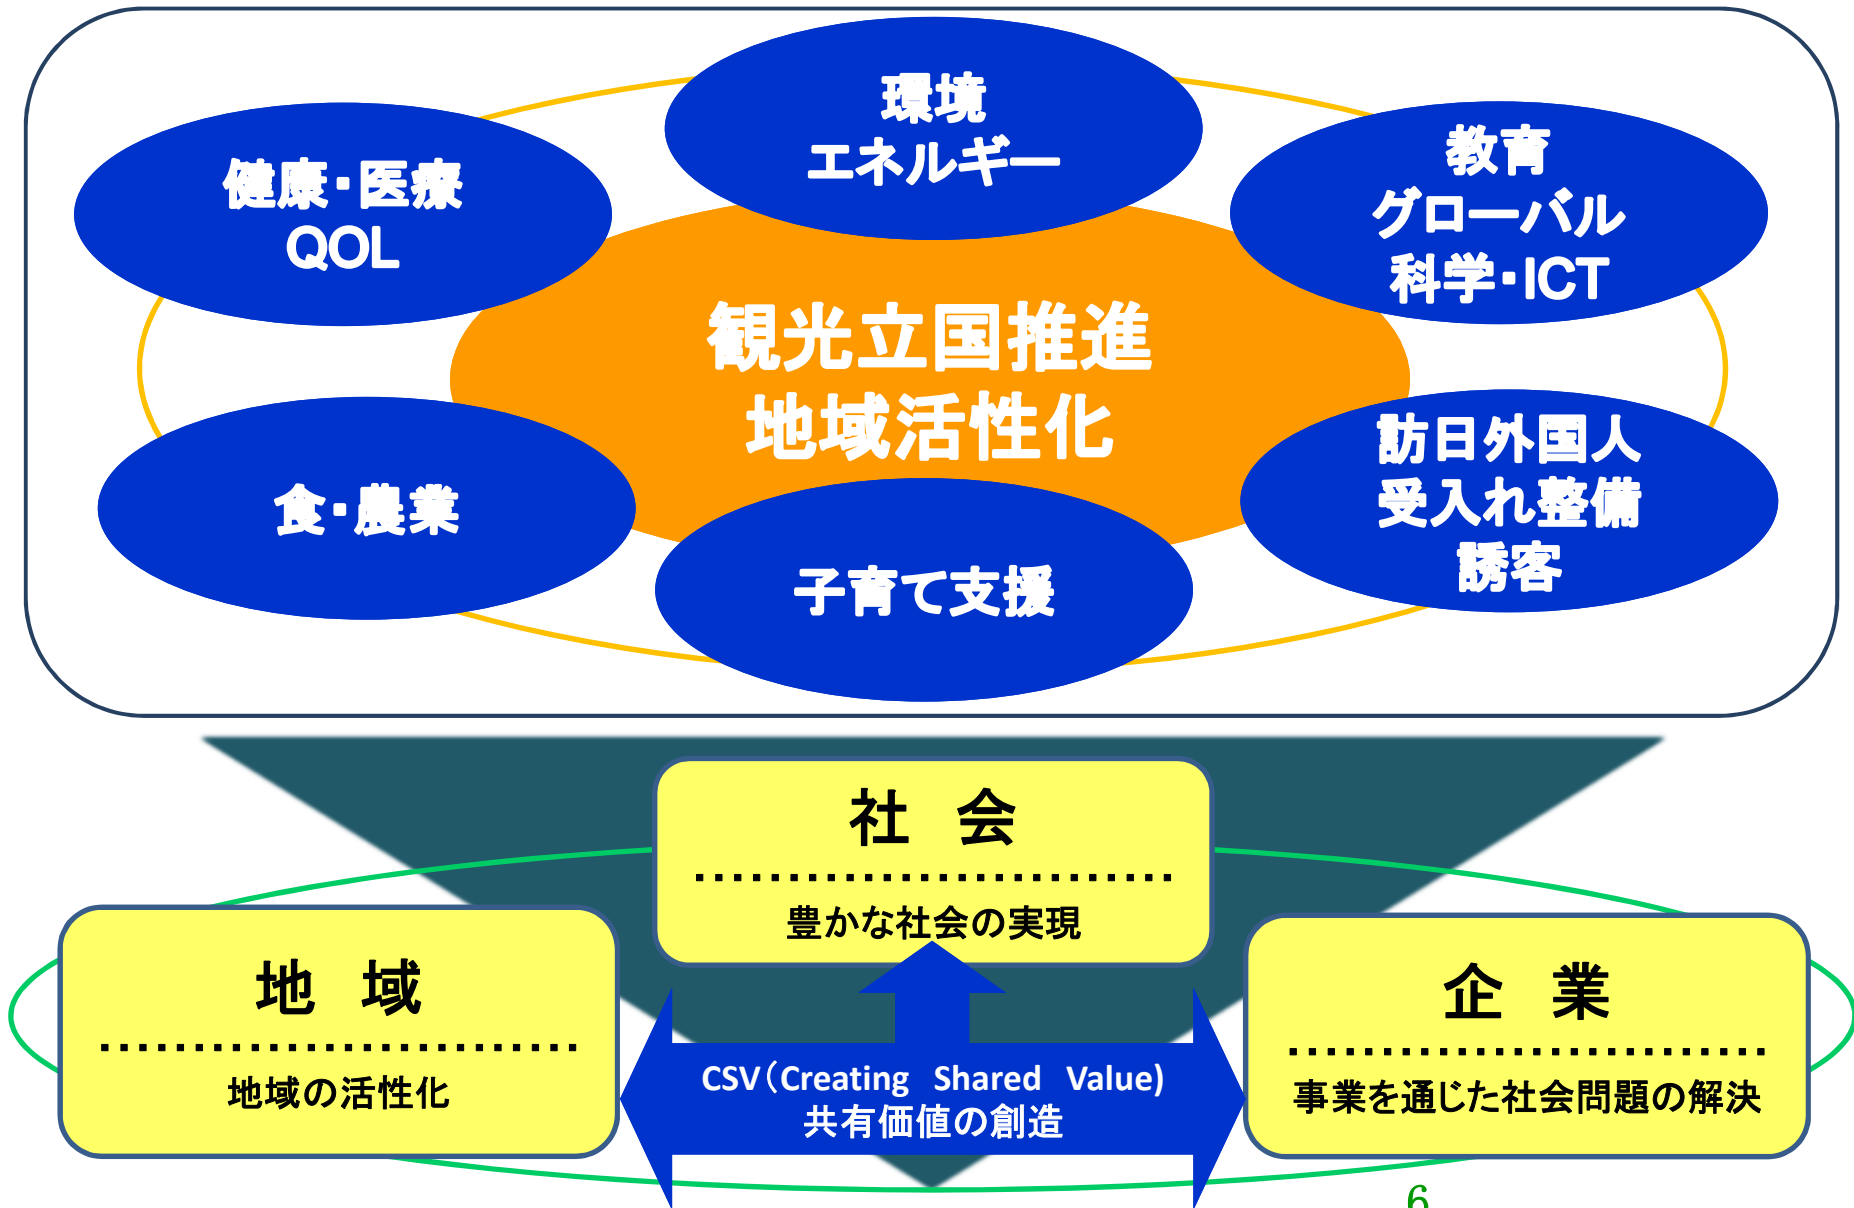 環境
エネルギー
健康・医療
QOL
教育
グローバル
科学・ICT
観光立国推進
地域活性化
食・農業
訪日外国人
受入れ整備
誘客
子育て支援
社　会
豊かな社会の実現
地　域
地域の活性化
企　業
事業を通じた社会問題の解決
CSV（Creating Shared Value)
共有価値の創造
6